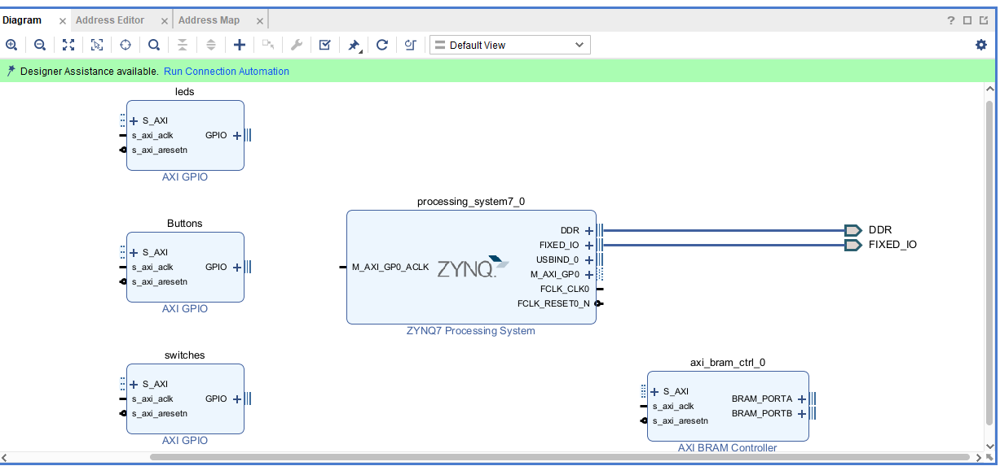 Diagram × Address Editor × Address Map × ?
Default View
Designer Assistance available. Run Connection Automation
leds
S_AXI
s_axi_aclk GPIO
s_axi_aresetn
AXI GPIO
Buttons
S_AXI
s_axi_aclk GPIO
s_axi_aresetn
AXI GPIO
switches
S_AXI
s_axi_aclk GPIO
s_axi_aresetn
AXI GPIO
processing_system7_0
DDR
FIXED_IO
USBIND_0
M_AXI_GP0_ACLK ZYNQ. M_AXI_GP0
FCLK_CLK0
FCLK_RESET0_N
ZYNQ7 Processing System
DDR
FIXED_IO
axi_bram_ctrl_0
S_AXI
s_axi_aclk
s_axi_aresetn
BRAM_PORTA
BRAM_PORTB
AXI BRAM Controller